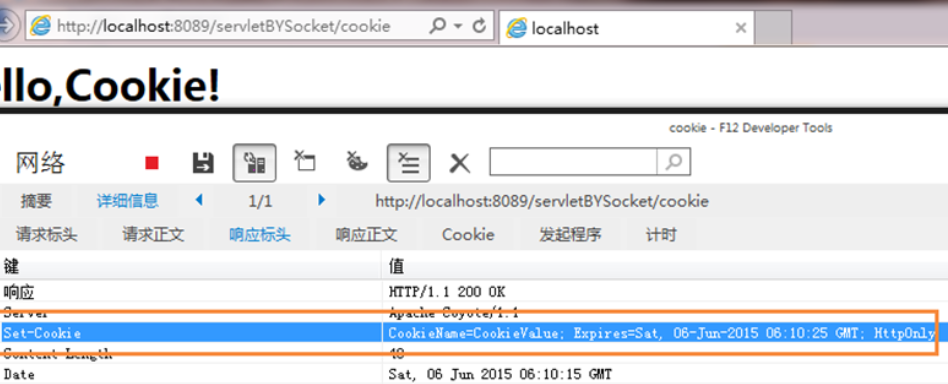 http://localhost:8089/servletBYSocket/cookie localhost
llo,Cookie!
cookie - F12 Developer Tools
网络
摘要 详细信息 1/1 http://localhost:8089/servletBYSocket/cookie
请求标头 请求正文 响应标头 响应正文 Cookie 发起程序 计时
键 值
响应 HTTP/1.1 200 OK
Server Apache-Coyote/1.1
Set-Cookie CookieName=CookieValue; Expires=Sat, 06-Jun-2015 06:10:25 GMT; HttpOnly
Content-Length 48
Date Sat, 06 Jun 2015 06:10:15 GMT